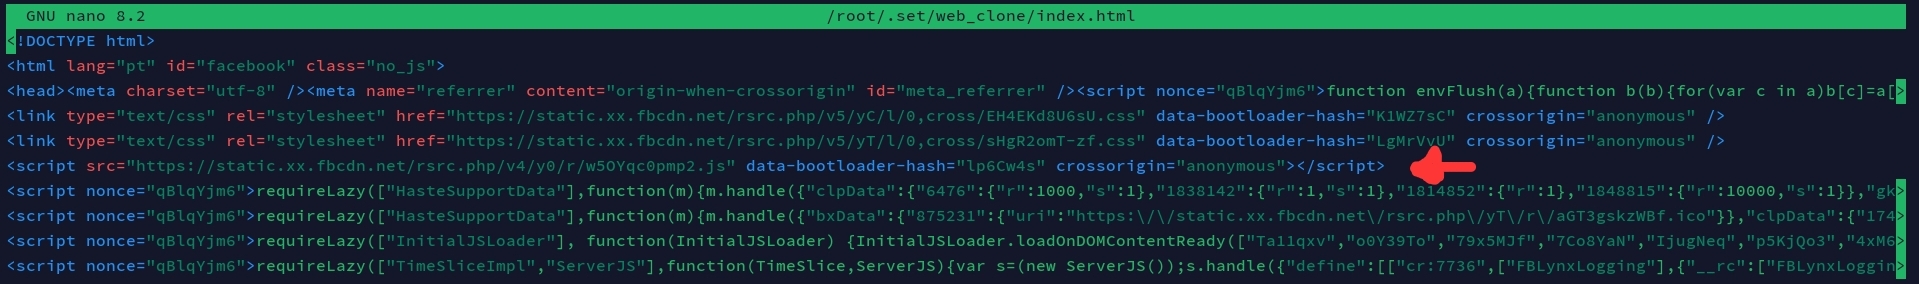 GNU nano 8.2 /root/.set/web_clone/index.html
<!DOCTYPE html>
<html lang="pt" id="facebook" class="no_js">
<head><meta charset="utf-8" /><meta name="referrer" content="origin-when-crossorigin" id="meta_referrer" /><script nonce="qBlqYjm6">function envFlush(a){function b(b){for(var c in a)b[c]=a[>
<link type="text/css" rel="stylesheet" href="https://static.xx.fbcdn.net/rsrc.php/v5/yC/l/0,cross/EH4EKd8U6sU.css" data-bootloader-hash="K1WZ7sC" crossorigin="anonymous" />
<link type="text/css" rel="stylesheet" href="https://static.xx.fbcdn.net/rsrc.php/v5/yT/l/0,cross/sHgR2omT-zf.css" data-bootloader-hash="LgMrVvU" crossorigin="anonymous" />
<script src="https://static.xx.fbcdn.net/rsrc.php/v4/y0/r/w5OYqc0pmp2.js" data-bootloader-hash="lp6Cw4s" crossorigin="anonymous"></script>
<script nonce="qBlqYjm6">requireLazy(["HasteSupportData"],function(m){m.handle({"clpData":{"6476":{"r":1000,"s":1},"1838142":{"r":1,"s":1},"1814852":{"r":1},"1848815":{"r":10000,"s":1}},"gk>
<script nonce="qBlqYjm6">requireLazy(["HasteSupportData"],function(m){m.handle({"bxData":{"875231":{"uri":"https:\/\/static.xx.fbcdn.net\/rsrc.php\/yT\/r\/aGT3gskzWBf.ico"}},"clpData":{"174>
<script nonce="qBlqYjm6">requireLazy(["InitialJSLoader"], function(InitialJSLoader) {InitialJSLoader.loadOnDOMContentReady(["Ta11qxv","o0Y39To","79x5MJf","7Co8YaN","IjugNeq","p5KjQo3","4xM6>
<script nonce="qBlqYjm6">requireLazy(["TimeSliceImpl","ServerJS"],function(TimeSlice,ServerJS){var s=(new ServerJS());s.handle({"define":[["cr:7736",["FBLynxLogging"],{"__rc":["FBLynxLoggin>